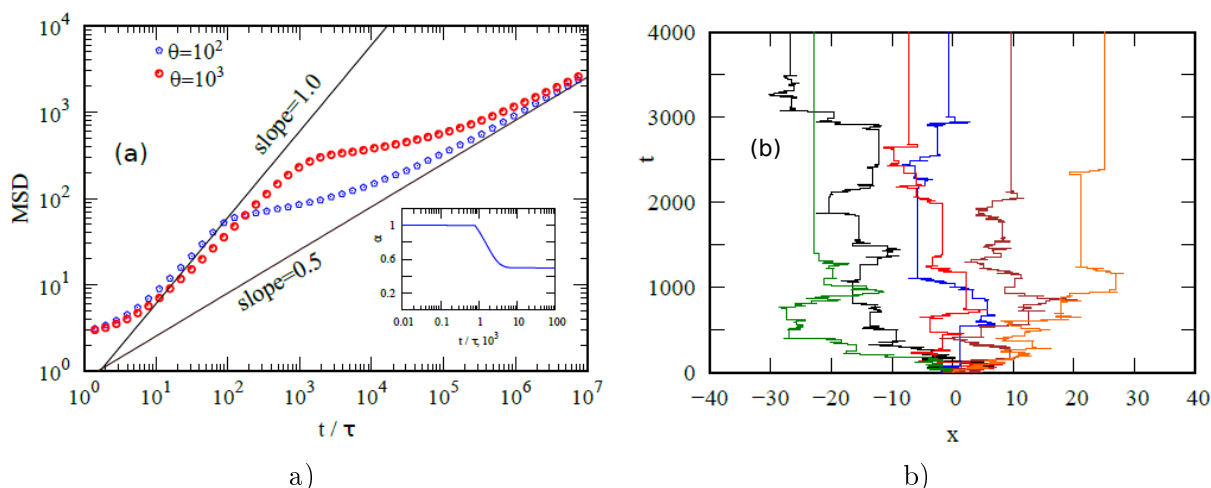 10⁴
10³
10²
10¹
10⁰
MSD
θ=10²
θ=10³
(a)
slope=1.0
slope=0.5
α
1
0.6
0.2
0.01
0.1
1
10
100
t / τ, 10³
10⁰
10¹
10²
10³
10⁴
10⁵
10⁶
10⁷
t / τ
4000
3000
2000
1000
0
t
(b)
−40
−30
−20
−10
0
10
20
30
40
x
a)
b)